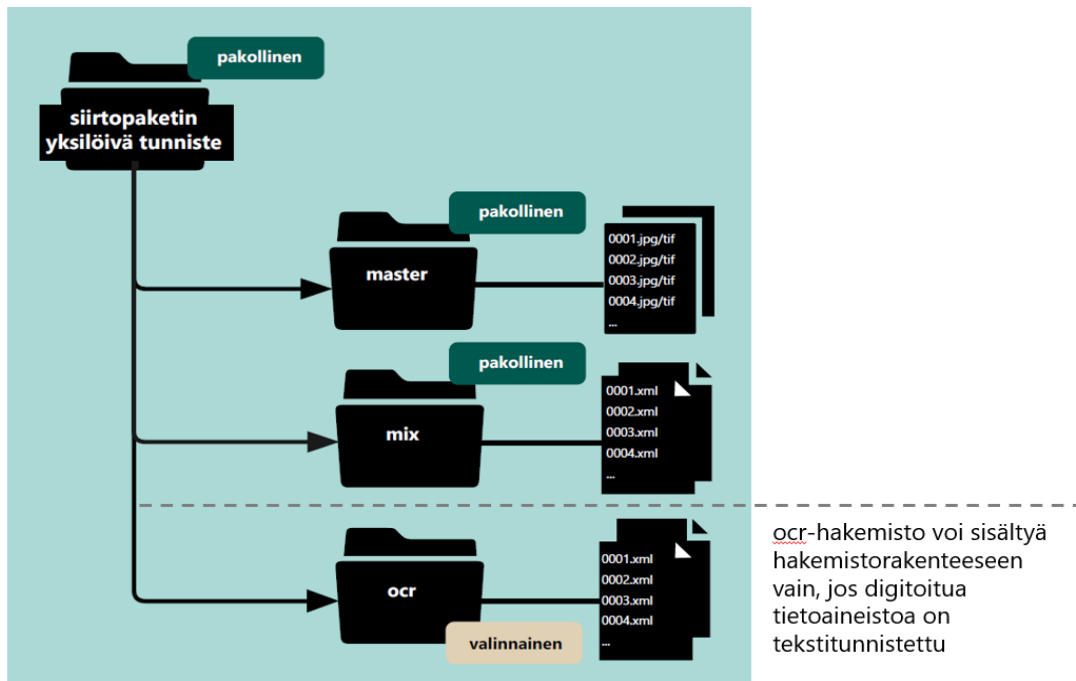 pakollinen
siirtopaketin
yksilöivä tunniste
pakollinen
master
0001.jpg/tif
0002.jpg/tif
0003.jpg/tif
0004.jpg/tif
...
pakollinen
mix
0001.xml
0002.xml
0003.xml
0004.xml
...
ocr
0001.xml
0002.xml
0003.xml
0004.xml
...
valinnainen
ocr-hakemisto voi sisältyä
hakemistorakenteeseen
vain, jos digitoitua
tietoaineistoa on
tekstitunnistettu